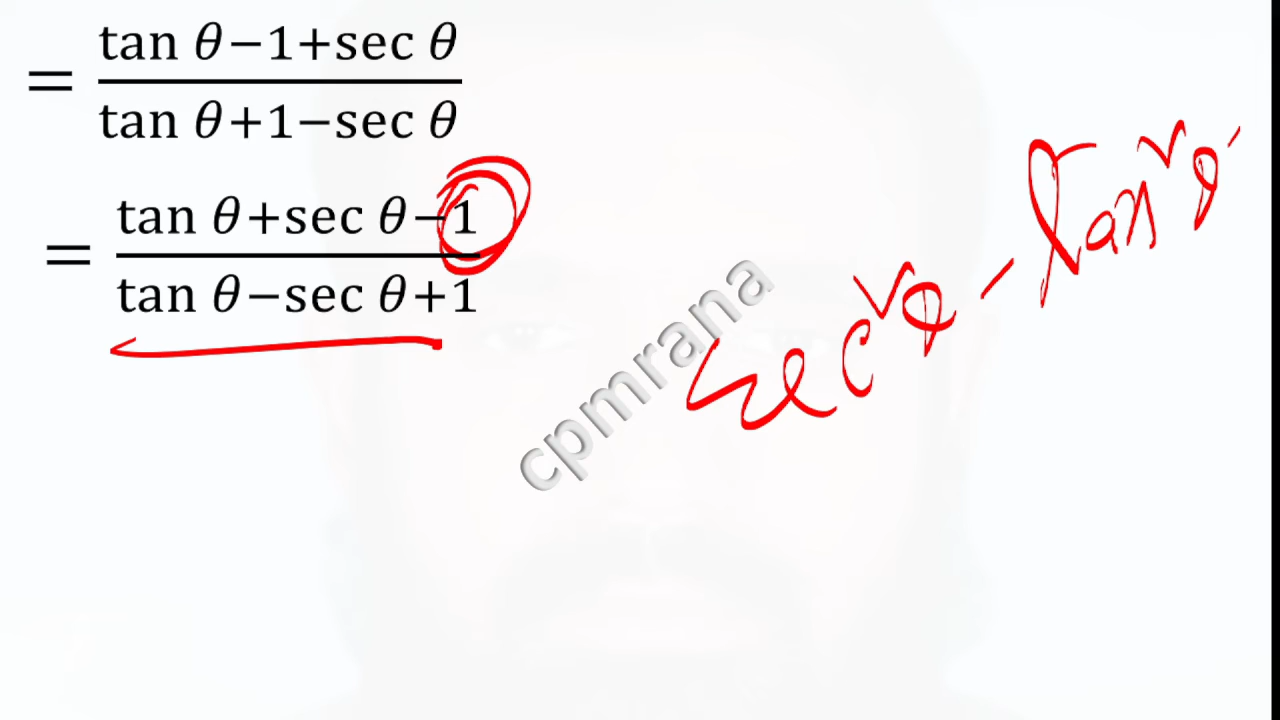 = (tan θ−1+sec θ)/(tan θ+1−sec θ)
= (tan θ+sec θ−1)/(tan θ−sec θ+1)
sec²θ − tan²θ
cpmrana